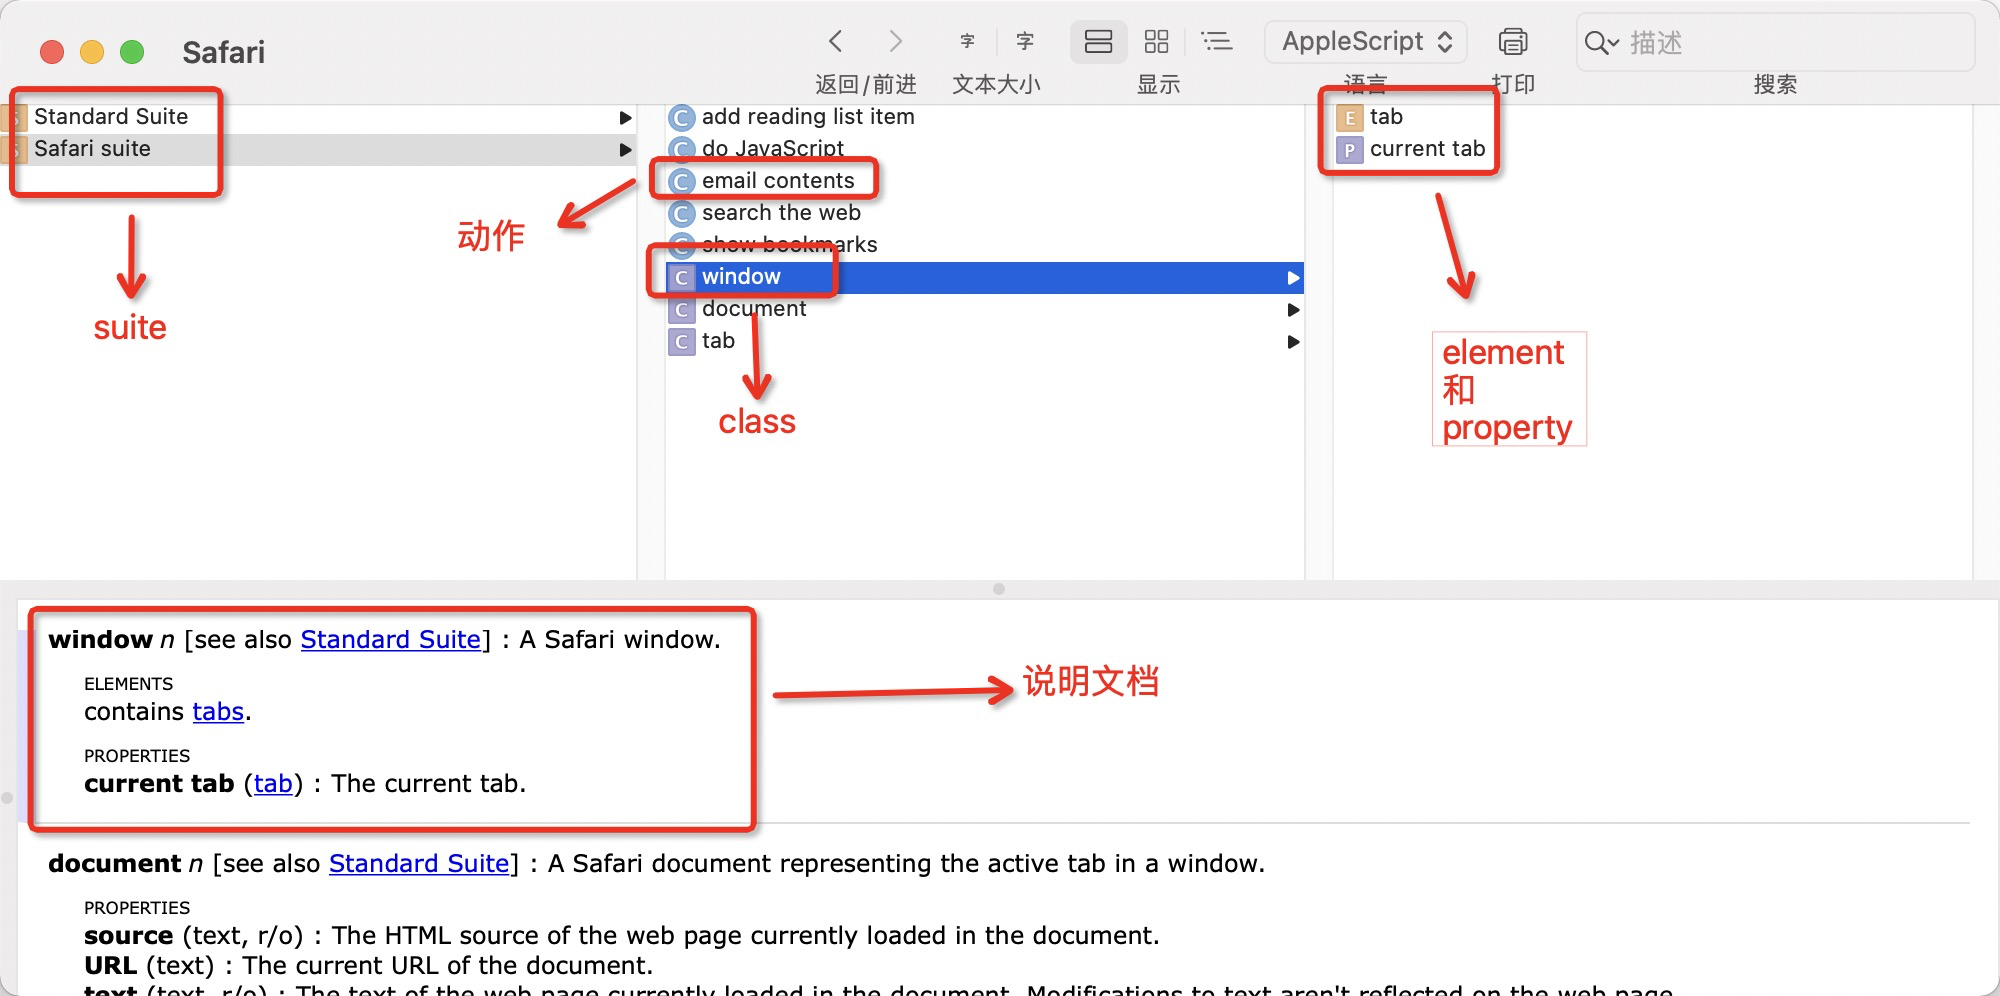 Safari
字 字
AppleScript
描述
返回/前进
文本大小
显示
语言
打印
搜索
Standard Suite
Safari suite
suite
动作
add reading list item
do JavaScript
email contents
search the web
show bookmarks
window
document
tab
class
tab
current tab
element
和
property
window n [see also Standard Suite] : A Safari window.
ELEMENTS
contains tabs.
PROPERTIES
current tab (tab) : The current tab.
说明文档
document n [see also Standard Suite] : A Safari document representing the active tab in a window.
PROPERTIES
source (text, r/o) : The HTML source of the web page currently loaded in the document.
URL (text) : The current URL of the document.
text (text, r/o) : The text of the web page currently loaded in the document. Modifications to text aren't reflected on the web page.